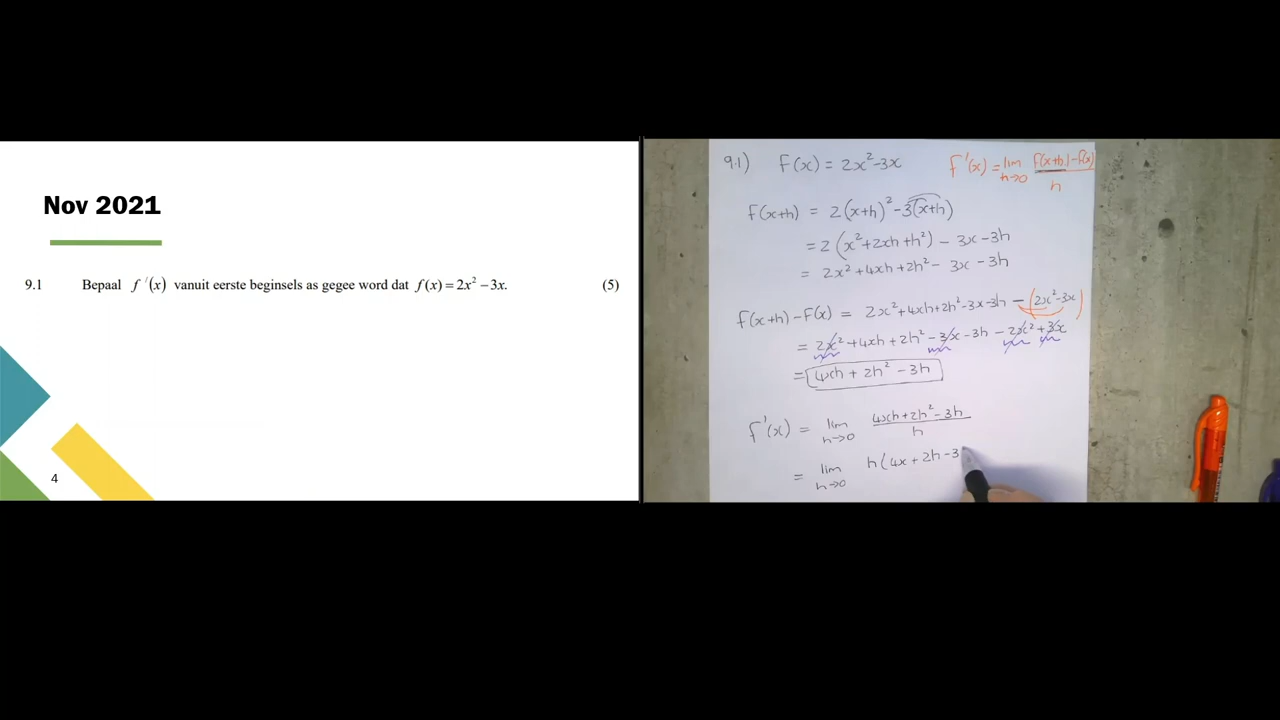 Nov 2021
9.1 Bepaal f ′(x) vanuit eerste beginsels as gegee word dat f(x) = 2x² − 3x. (5)
4
9.1) F(x) = 2x²-3x
f'(x) = lim h→0 f(x+h)-f(x) / h
F(x+h) = 2(x+h)² -3(x+h)
= 2(x²+2xh+h²) - 3x-3h
= 2x²+4xh+2h² - 3x -3h
f(x+h)-F(x) = 2x²+4xh+2h²-3x-3h - (2x²-3x)
= 2x²+4xh+2h²-3x-3h -2x²+3x
= 4xh + 2h² - 3h
f'(x) = lim h→0 4xh+2h²-3h / h
= lim h→0 h(4x+2h-3